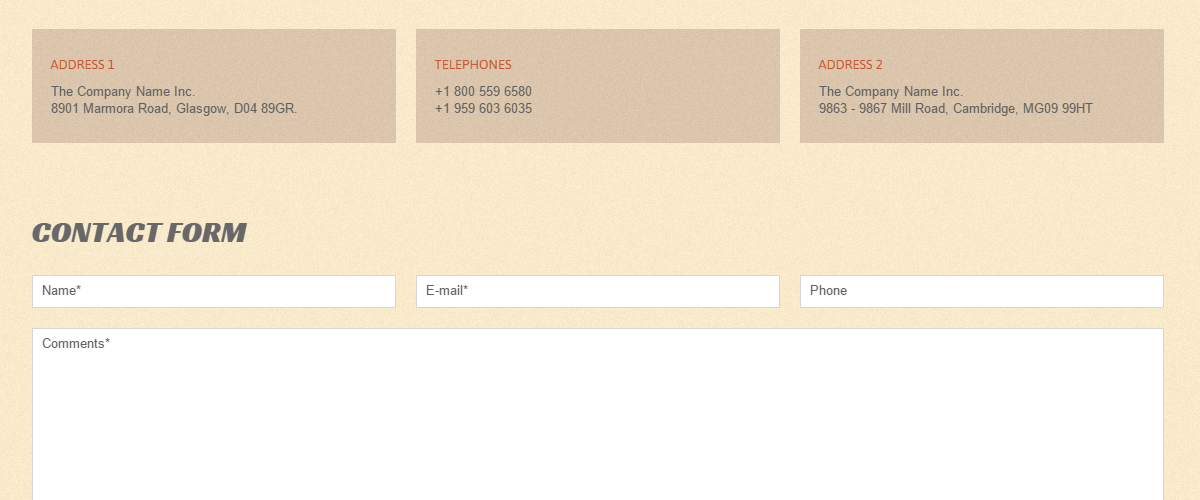 ADDRESS 1
The Company Name Inc.
8901 Marmora Road, Glasgow, D04 89GR.
TELEPHONES
+1 800 559 6580
+1 959 603 6035
ADDRESS 2
The Company Name Inc.
9863 - 9867 Mill Road, Cambridge, MG09 99HT
CONTACT FORM
Name*
E-mail*
Phone
Comments*